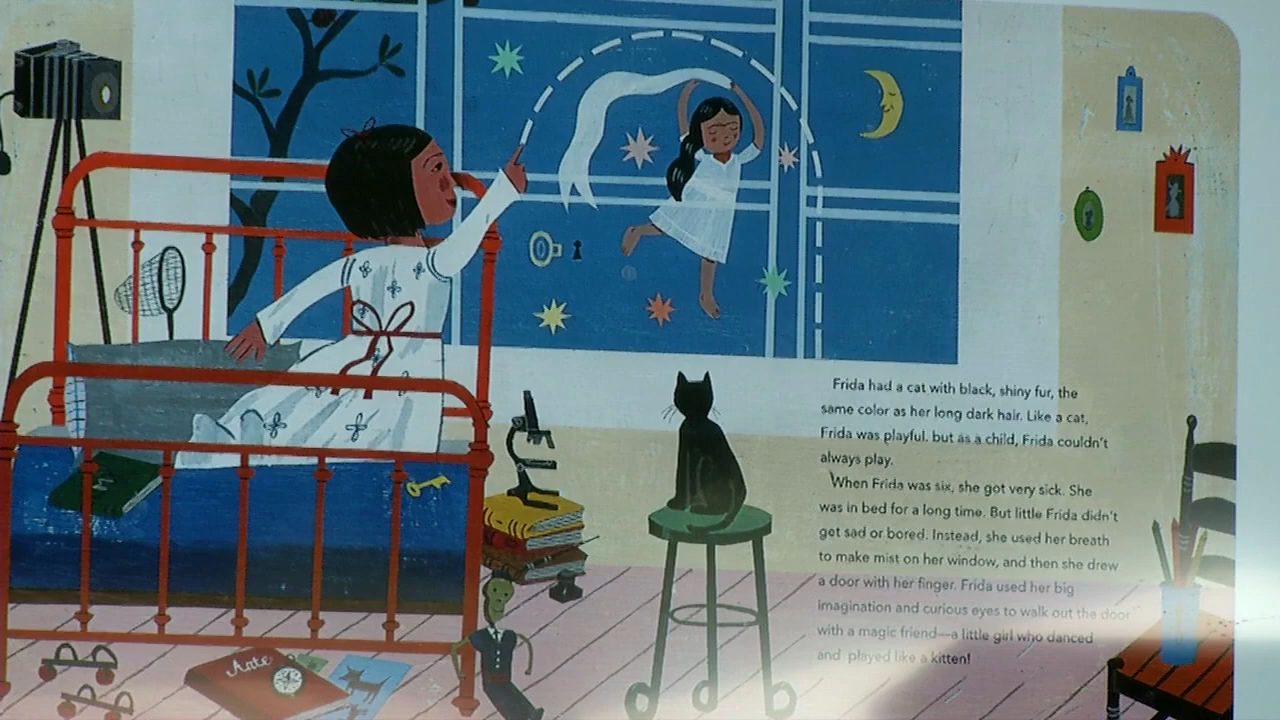 Frida had a cat with black, shiny fur, the
same color as her long dark hair. Like a cat,
Frida was playful. but as a child, Frida couldn't
always play.
When Frida was six, she got very sick. She
was in bed for a long time. But little Frida didn't
get sad or bored. Instead, she used her breath
to make mist on her window, and then she drew
a door with her finger. Frida used her big
imagination and curious eyes to walk out the door
with a magic friend—a little girl who danced
and played like a kitten!
Arte